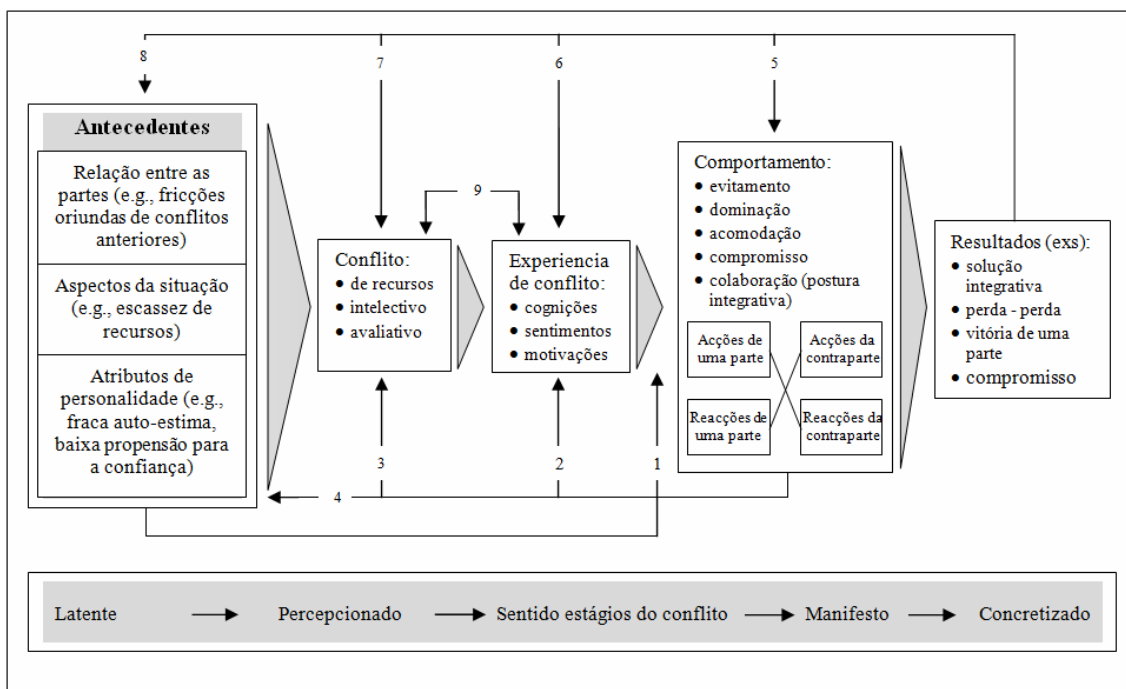 8
7
6
5
Antecedentes
Relação entre as
partes (e.g., fricções
oriundas de conflitos
anteriores)
Aspectos da situação
(e.g., escassez de
recursos)
Atributos de
personalidade (e.g.,
fraca auto-estima,
baixa propensão para
a confiança)
9
Conflito:
• de recursos
• intelectivo
• avaliativo
Experiencia
de conflito:
• cognições
• sentimentos
• motivações
Comportamento:
• evitamento
• dominação
• acomodação
• compromisso
• colaboração (postura
integrativa)
Acções de
uma parte
Acções da
contraparte
Reacções de
uma parte
Reacções da
contraparte
Resultados (exs):
• solução
integrativa
• perda - perda
• vitória de uma
parte
• compromisso
3
2
1
4
Latente Percepcionado Sentido estágios do conflito Manifesto Concretizado